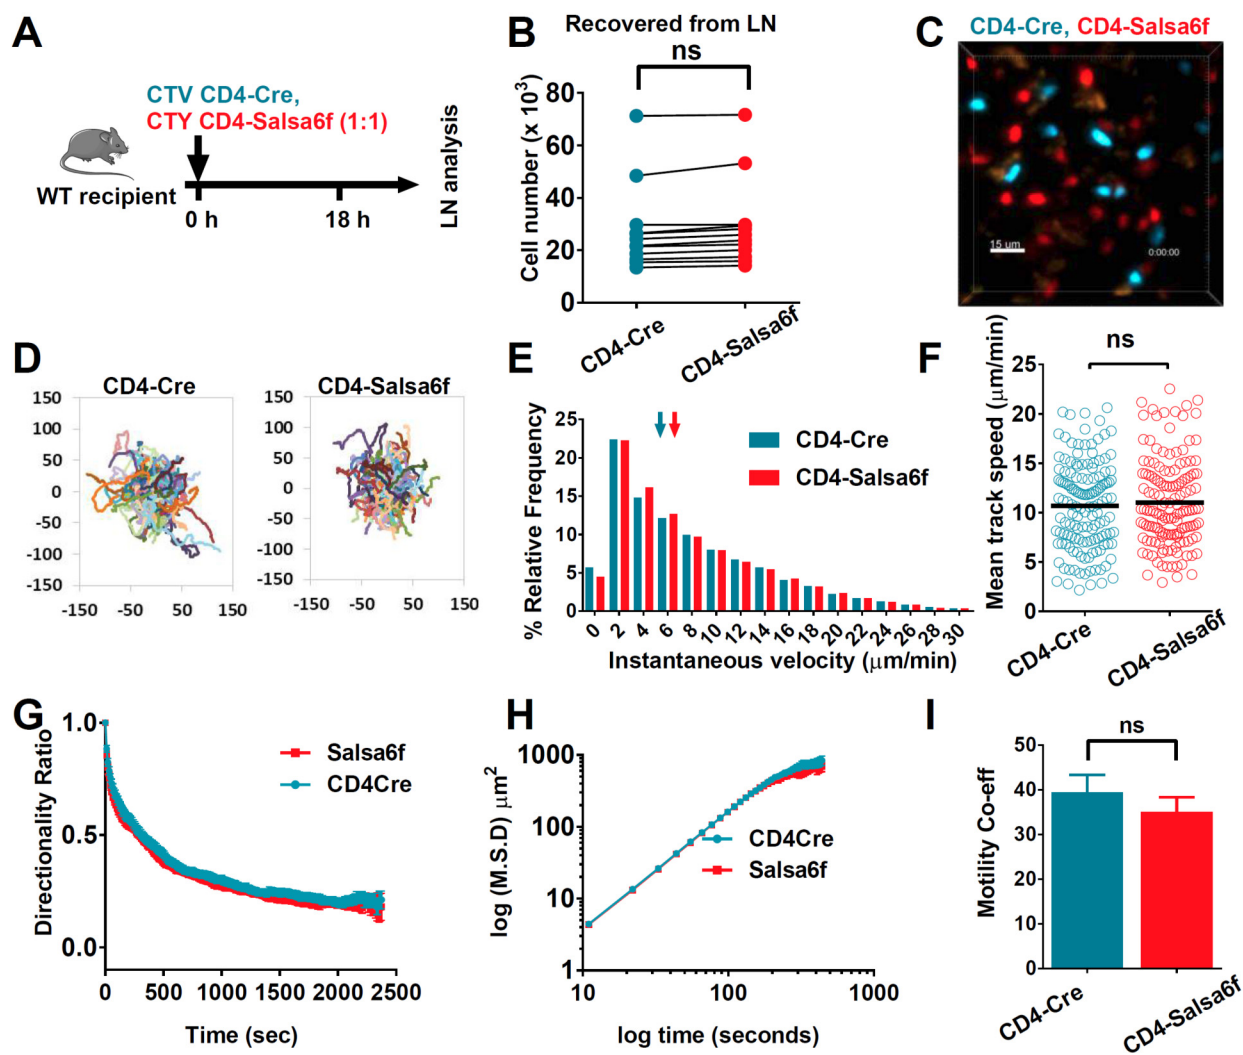 A
CTV CD4-Cre,
CTY CD4-Salsa6f (1:1)
WT recipient
0 h
18 h
LN analysis
B
Recovered from LN
ns
Cell number (x 10³)
80
60
40
20
0
CD4-Cre
CD4-Salsa6f
C
CD4-Cre, CD4-Salsa6f
15 um
0:00:00
D
CD4-Cre
150
100
50
0
-50
-100
-150
-150
-50
50
150
CD4-Salsa6f
150
100
50
0
-50
-100
-150
-150
-50
50
150
E
% Relative Frequency
25
20
15
10
5
0
CD4-Cre
CD4-Salsa6f
0 2 4 6 8 10 12 14 16 18 20 22 24 26 28 30
Instantaneous velocity (μm/min)
F
ns
Mean track speed (μm/min)
25
20
15
10
5
0
CD4-Cre
CD4-Salsa6f
G
Directionality Ratio
1.0
0.5
0.0
Salsa6f
CD4Cre
0 500 1000 1500 2000 2500
Time (sec)
H
log (M.S.D) μm²
1000
100
10
1
CD4Cre
Salsa6f
10 100 1000
log time (seconds)
I
ns
Motility Co-eff
50
40
30
20
10
0
CD4-Cre
CD4-Salsa6f